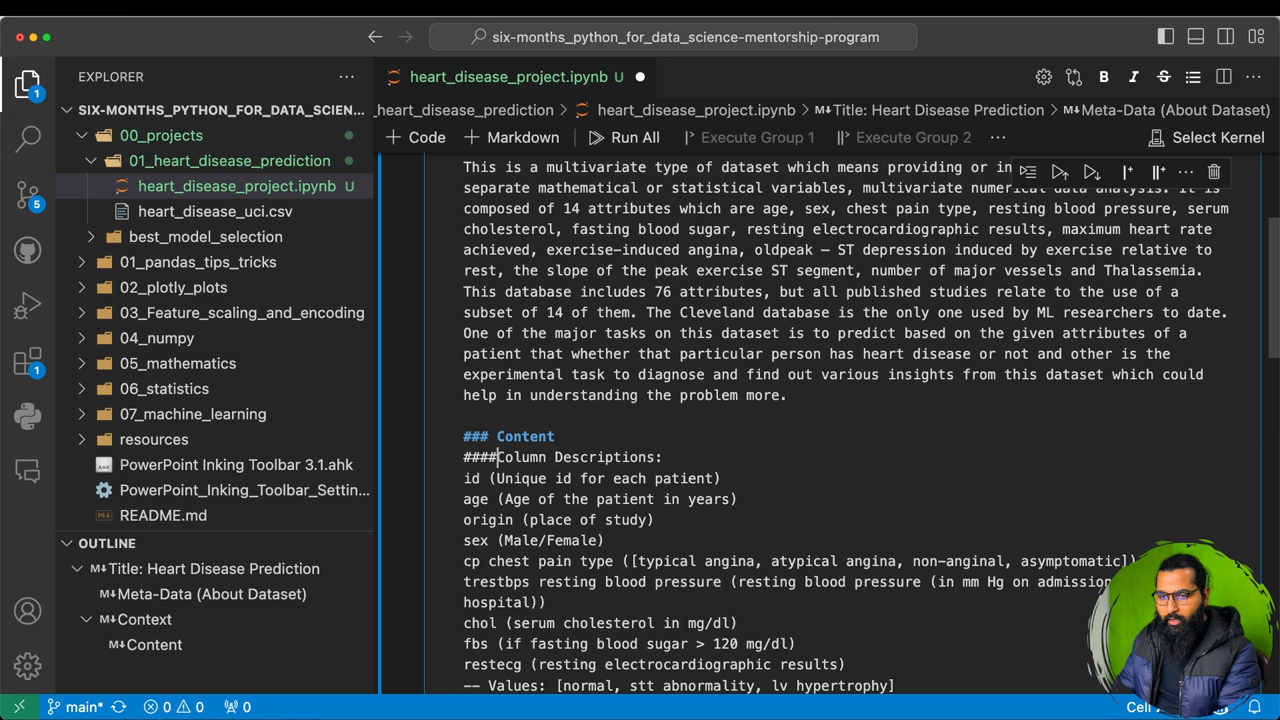 six-months_python_for_data_science-mentorship-program
EXPLORER
heart_disease_project.ipynb U
SIX-MONTHS_PYTHON_FOR_DATA_SCIEN...
_heart_disease_prediction > heart_disease_project.ipynb > M↓Title: Heart Disease Prediction > M↓Meta-Data (About Dataset)
00_projects
+ Code + Markdown Run All Execute Group 1 Execute Group 2 ... Select Kernel
01_heart_disease_prediction
heart_disease_project.ipynb U
heart_disease_uci.csv
best_model_selection
01_pandas_tips_tricks
02_plotly_plots
03_Feature_scaling_and_encoding
04_numpy
05_mathematics
06_statistics
07_machine_learning
resources
PowerPoint Inking Toolbar 3.1.ahk
PowerPoint_Inking_Toolbar_Settin...
README.md
OUTLINE
M↓Title: Heart Disease Prediction
M↓Meta-Data (About Dataset)
M↓Context
M↓Content
1
5
1
This is a multivariate type of dataset which means providing or in
separate mathematical or statistical variables, multivariate numerical data analysis. It is
composed of 14 attributes which are age, sex, chest pain type, resting blood pressure, serum
cholesterol, fasting blood sugar, resting electrocardiographic results, maximum heart rate
achieved, exercise-induced angina, oldpeak — ST depression induced by exercise relative to
rest, the slope of the peak exercise ST segment, number of major vessels and Thalassemia.
This database includes 76 attributes, but all published studies relate to the use of a
subset of 14 of them. The Cleveland database is the only one used by ML researchers to date.
One of the major tasks on this dataset is to predict based on the given attributes of a
patient that whether that particular person has heart disease or not and other is the
experimental task to diagnose and find out various insights from this dataset which could
help in understanding the problem more.
### Content
####Column Descriptions:
id (Unique id for each patient)
age (Age of the patient in years)
origin (place of study)
sex (Male/Female)
cp chest pain type ([typical angina, atypical angina, non-anginal, asymptomatic])
trestbps resting blood pressure (resting blood pressure (in mm Hg on admission
hospital))
chol (serum cholesterol in mg/dl)
fbs (if fasting blood sugar > 120 mg/dl)
restecg (resting electrocardiographic results)
—— Values: [normal, stt abnormality, lv hypertrophy]
main* 0 0 0 Cell